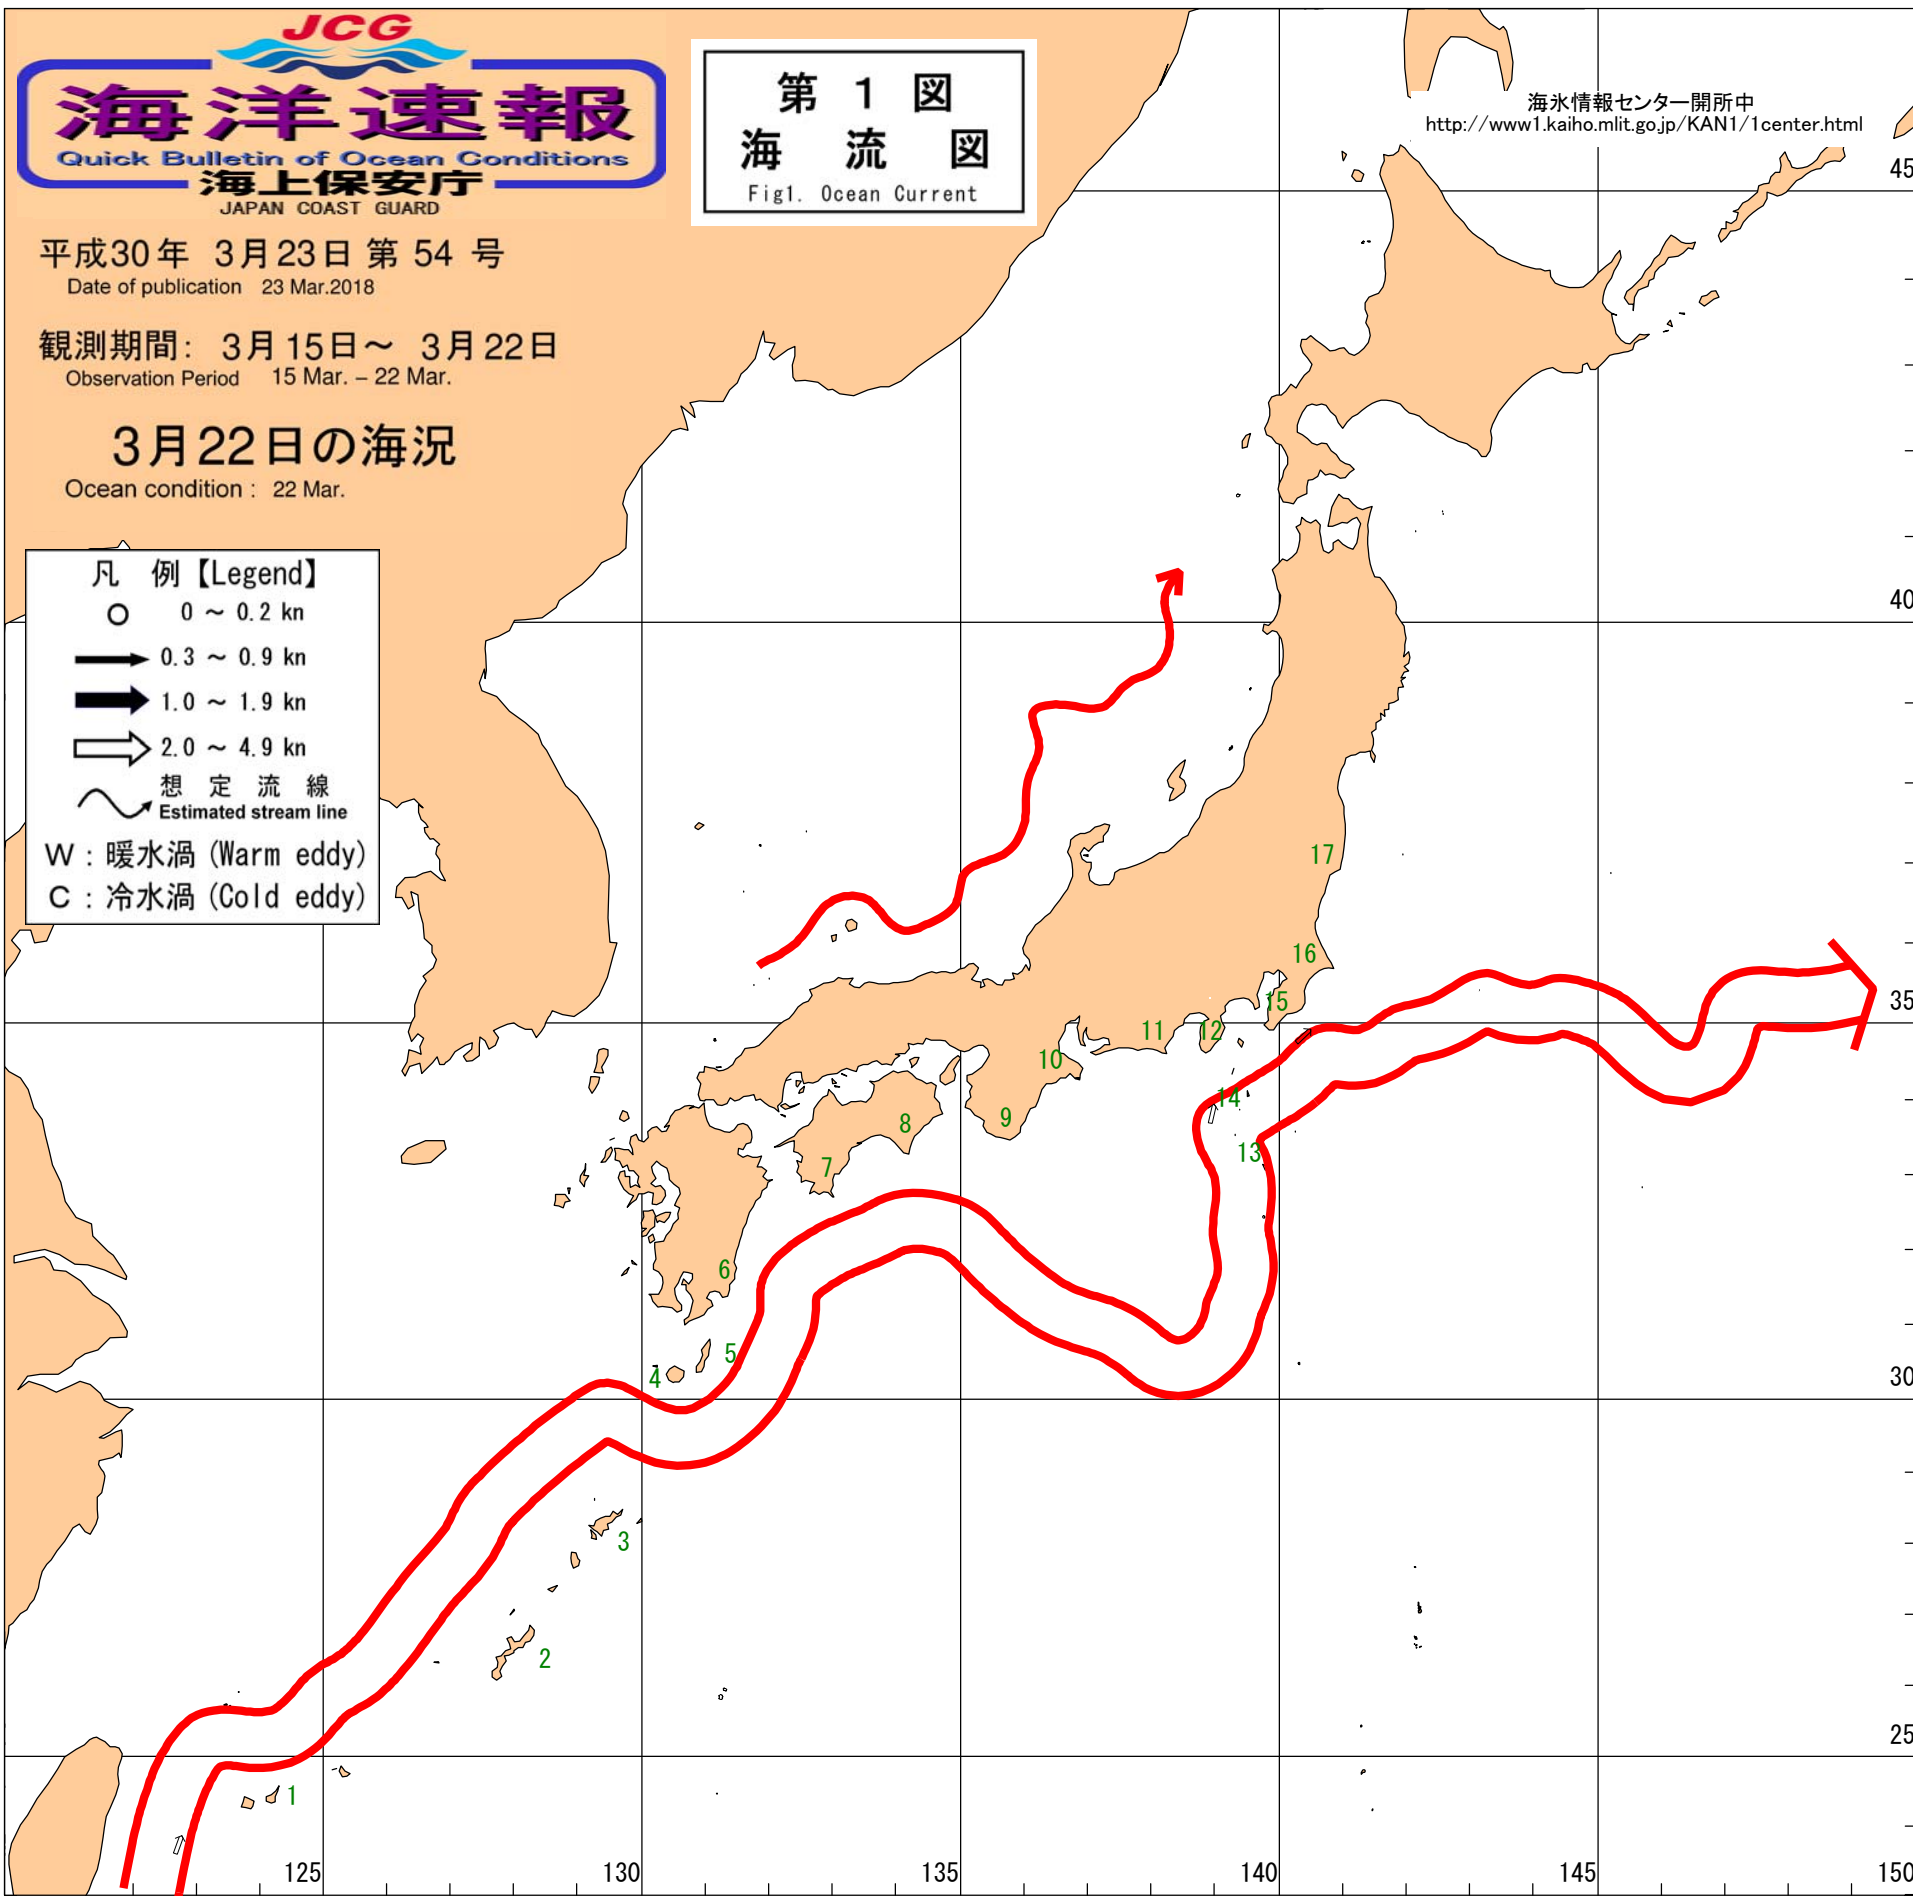 JCG
海洋速報
Quick Bulletin of Ocean Conditions
海上保安庁
JAPAN COAST GUARD
第 1 図
海 流 図
Fig1. Ocean Current
海氷情報センター開所中
http://www1.kaiho.mlit.go.jp/KAN1/1center.html
平成30年 3月23日 第 54 号
Date of publication 23 Mar.2018
観測期間: 3月15日～ 3月22日
Observation Period 15 Mar. – 22 Mar.
3月22日の海況
Ocean condition : 22 Mar.
凡 例【Legend】
0 ～ 0.2 kn
0.3 ～ 0.9 kn
1.0 ～ 1.9 kn
2.0 ～ 4.9 kn
想 定 流 線
Estimated stream line
W : 暖水渦 (Warm eddy)
C : 冷水渦 (Cold eddy)
45
40
35
30
25
17
16
15
14
13
12
11
10
9
8
7
6
5
4
3
2
1
125
130
135
140
145
150